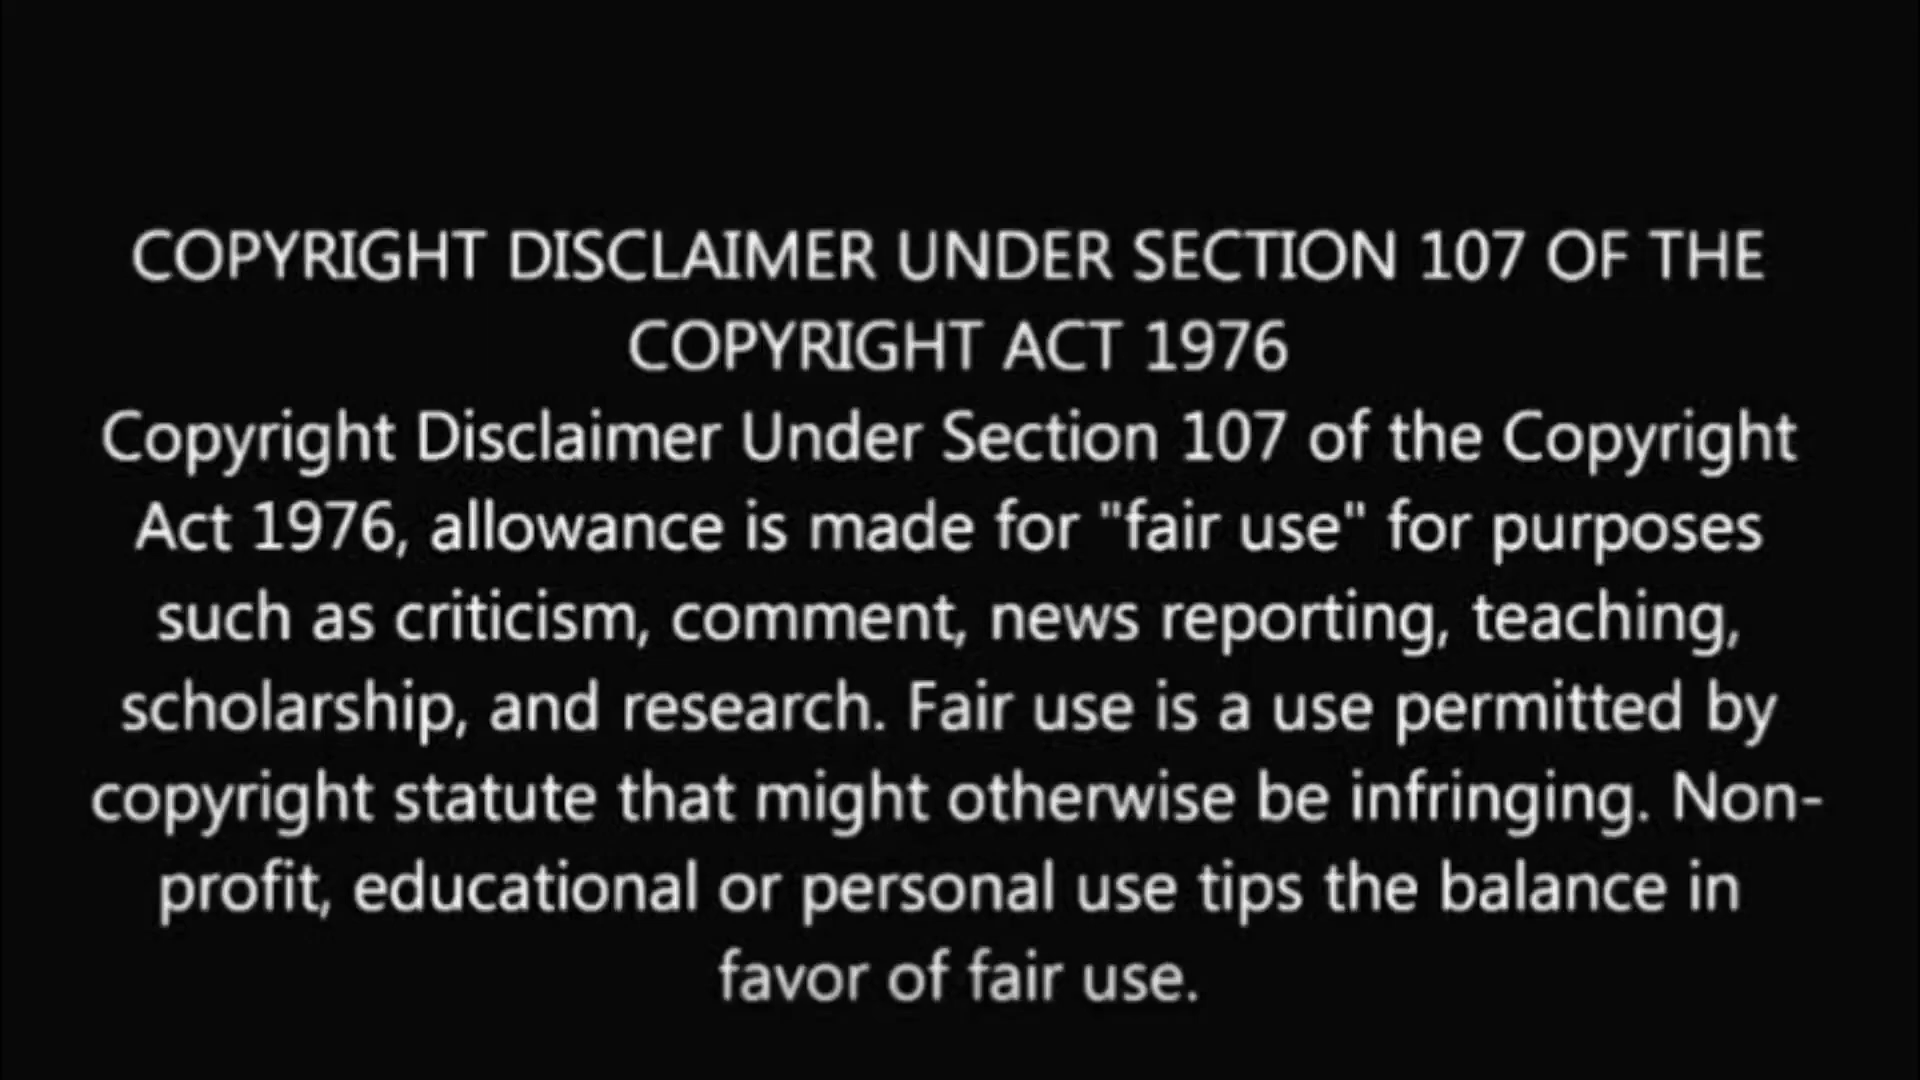 COPYRIGHT DISCLAIMER UNDER SECTION 107 OF THE
COPYRIGHT ACT 1976
Copyright Disclaimer Under Section 107 of the Copyright
Act 1976, allowance is made for "fair use" for purposes
such as criticism, comment, news reporting, teaching,
scholarship, and research. Fair use is a use permitted by
copyright statute that might otherwise be infringing. Non-
profit, educational or personal use tips the balance in
favor of fair use.